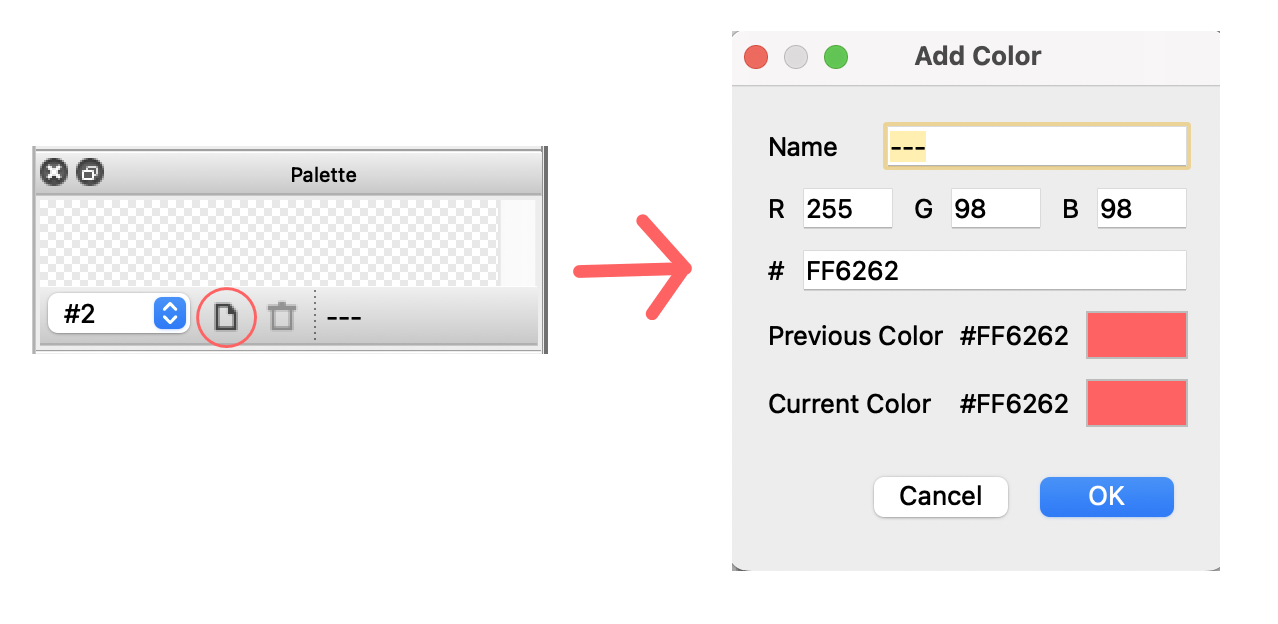 Palette
#2
---
Add Color
Name ---
R 255 G 98 B 98
# FF6262
Previous Color #FF6262
Current Color #FF6262
Cancel OK